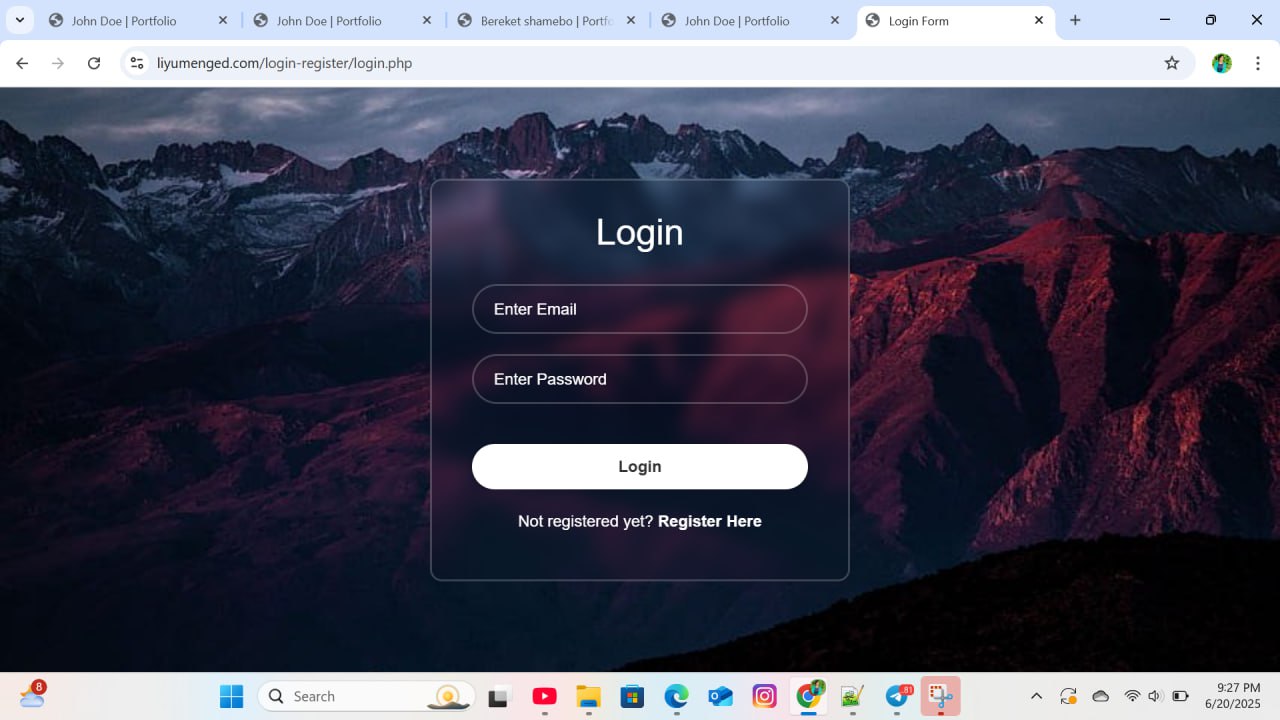 John Doe | Portfolio
John Doe | Portfolio
Bereket shamebo | Portfo
John Doe | Portfolio
Login Form
liyumenged.com/login-register/login.php
Login
Enter Email
Enter Password
Login
Not registered yet? Register Here
8
Search
81
9:27 PM
6/20/2025